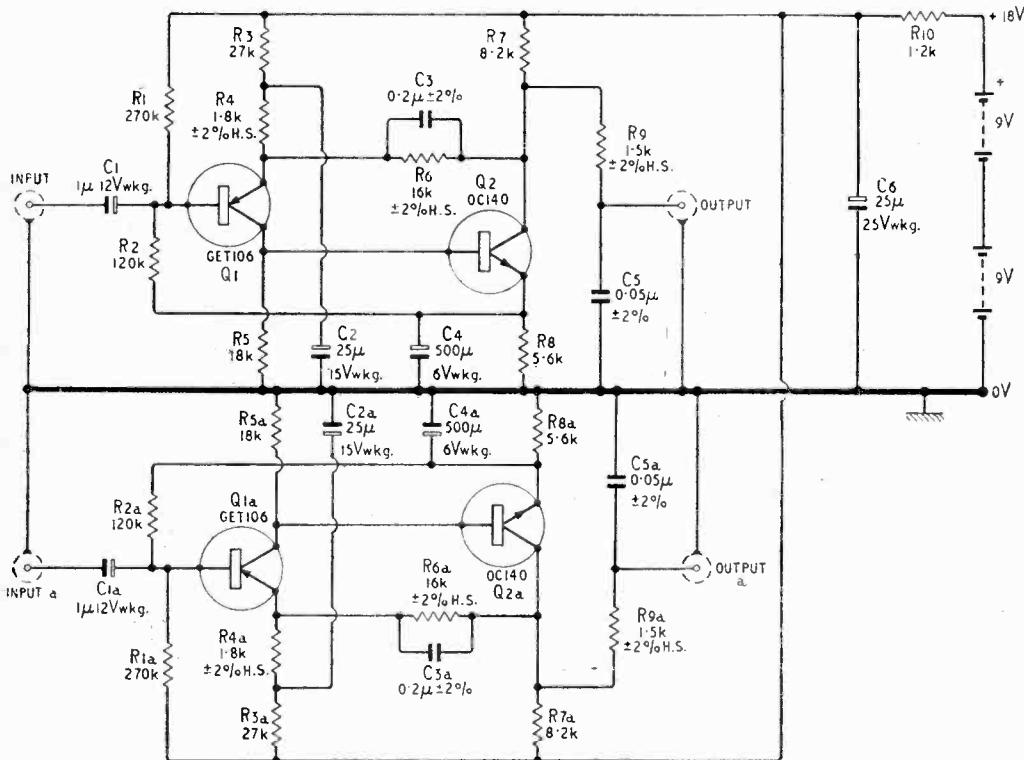 R3
27k
R7
8·2k
+ 18V
R10
1·2k
C3
0·2μ±2%
R1
270k
R4
1·8k
±2%H.S.
+
9V
R9
1·5k
±2%H.S.
INPUT
C1
1μ 12Vwkg.
R6
16k
±2%H.S.
Q2
OC140
C6
25μ
25Vwkg.
OUTPUT
R2
120k
GET106
Q1
9V
C5
0·05μ
±2%
R5
18k
C2
25μ
15Vwkg.
C4
500μ
6Vwkg.
R8
5·6k
0V
R5a
18k
C2a
25μ
15Vwkg.
C4a
500μ
6Vwkg.
R8a
5·6k
C5a
0·05μ
±2%
R2a
120k
Q1a
GET106
INPUT a
C1a
1μ12Vwkg.
R6a
16k
±2%H.S.
OC140
Q2a
OUTPUT
a
R1a
270k
R4a
1·8k
±2%H.S.
C3a
0·2μ±2%
R9a
1·5k
±2%H.S.
R3a
27k
R7a
8·2k